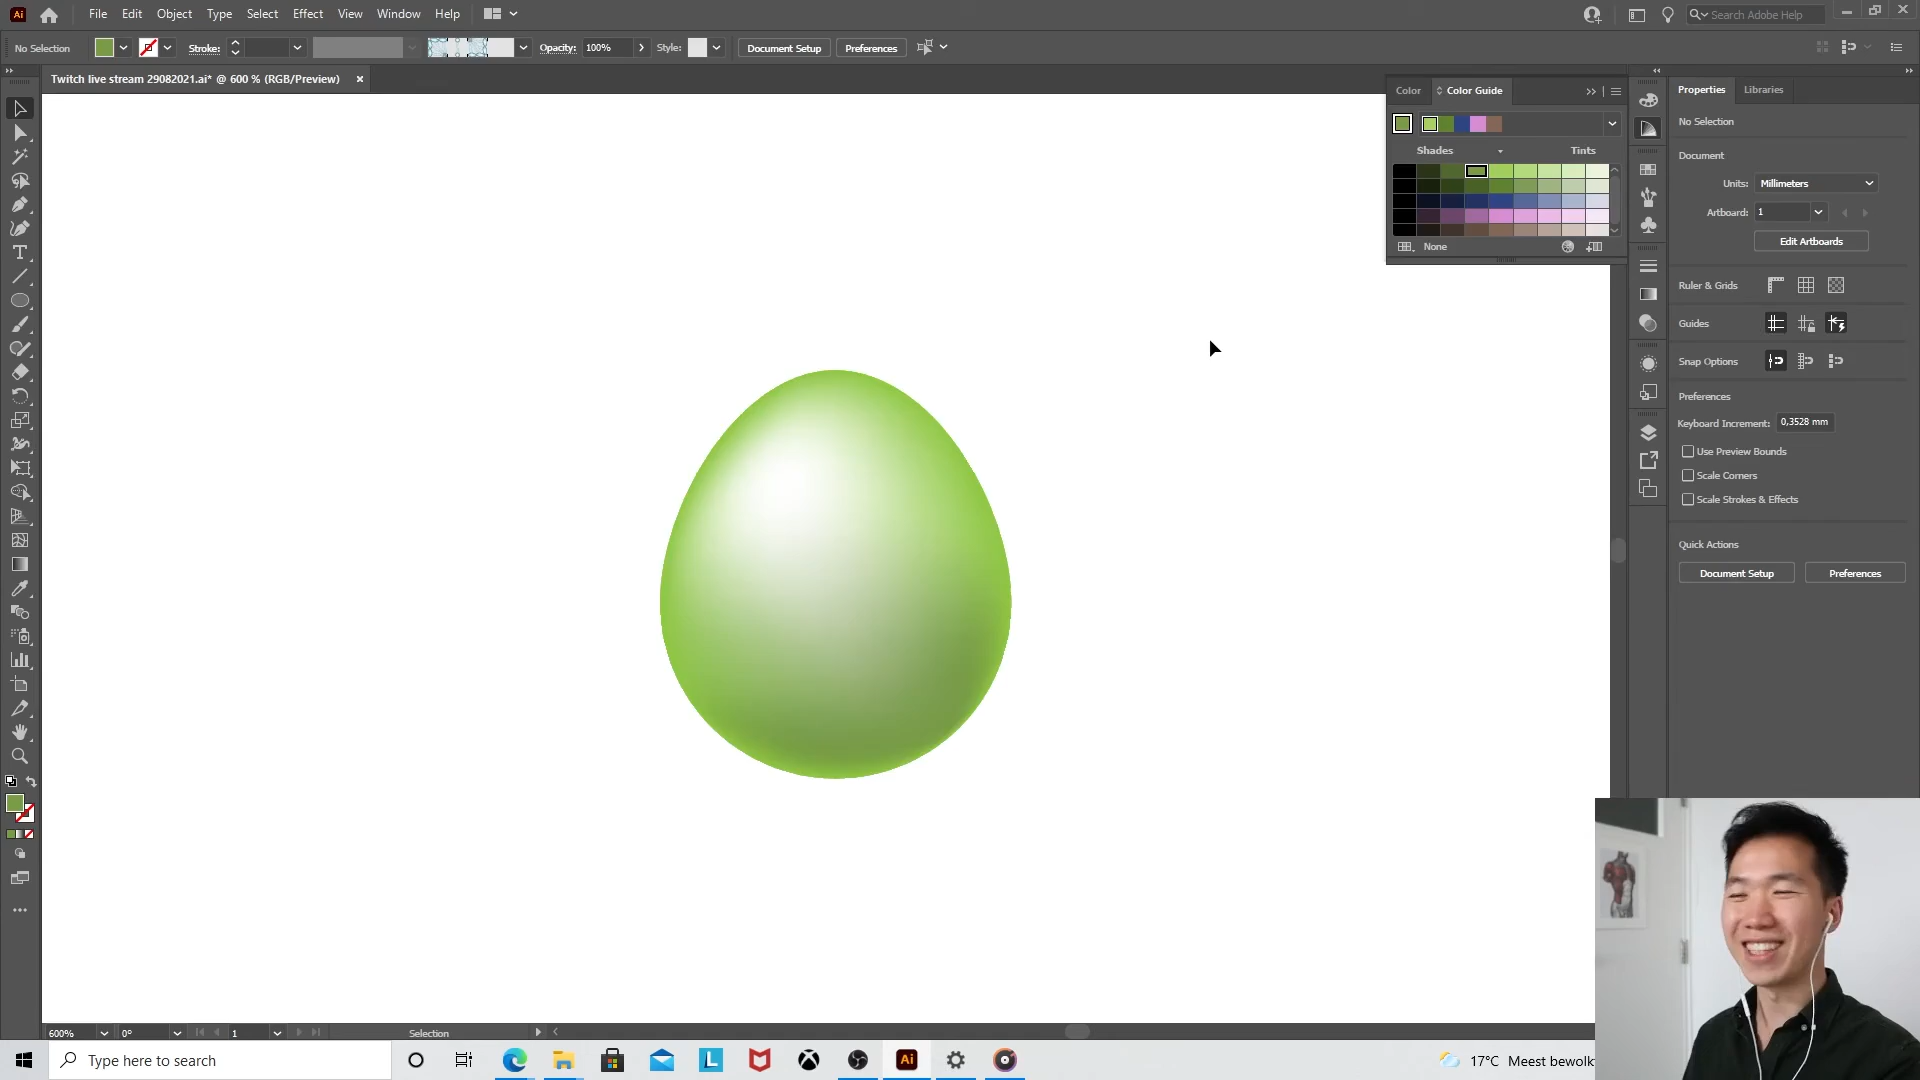 Ai File Edit Object Type Select Effect View Window Help Search Adobe Help
No Selection Stroke: Opacity: 100% Style: Document Setup Preferences
Twitch live stream 29082021.ai* @ 600 % (RGB/Preview) ×
Color Color Guide
Shades Tints
None
Properties Libraries
No Selection
Document
Units: Millimeters
Artboard: 1
Edit Artboards
Ruler & Grids
Guides
Snap Options
Preferences
Keyboard Increment: 0,3528 mm
Use Preview Bounds
Scale Corners
Scale Strokes & Effects
Quick Actions
Document Setup Preferences
600% 0° 1 Selection
Type here to search L Ai 17°C Meest bewolk